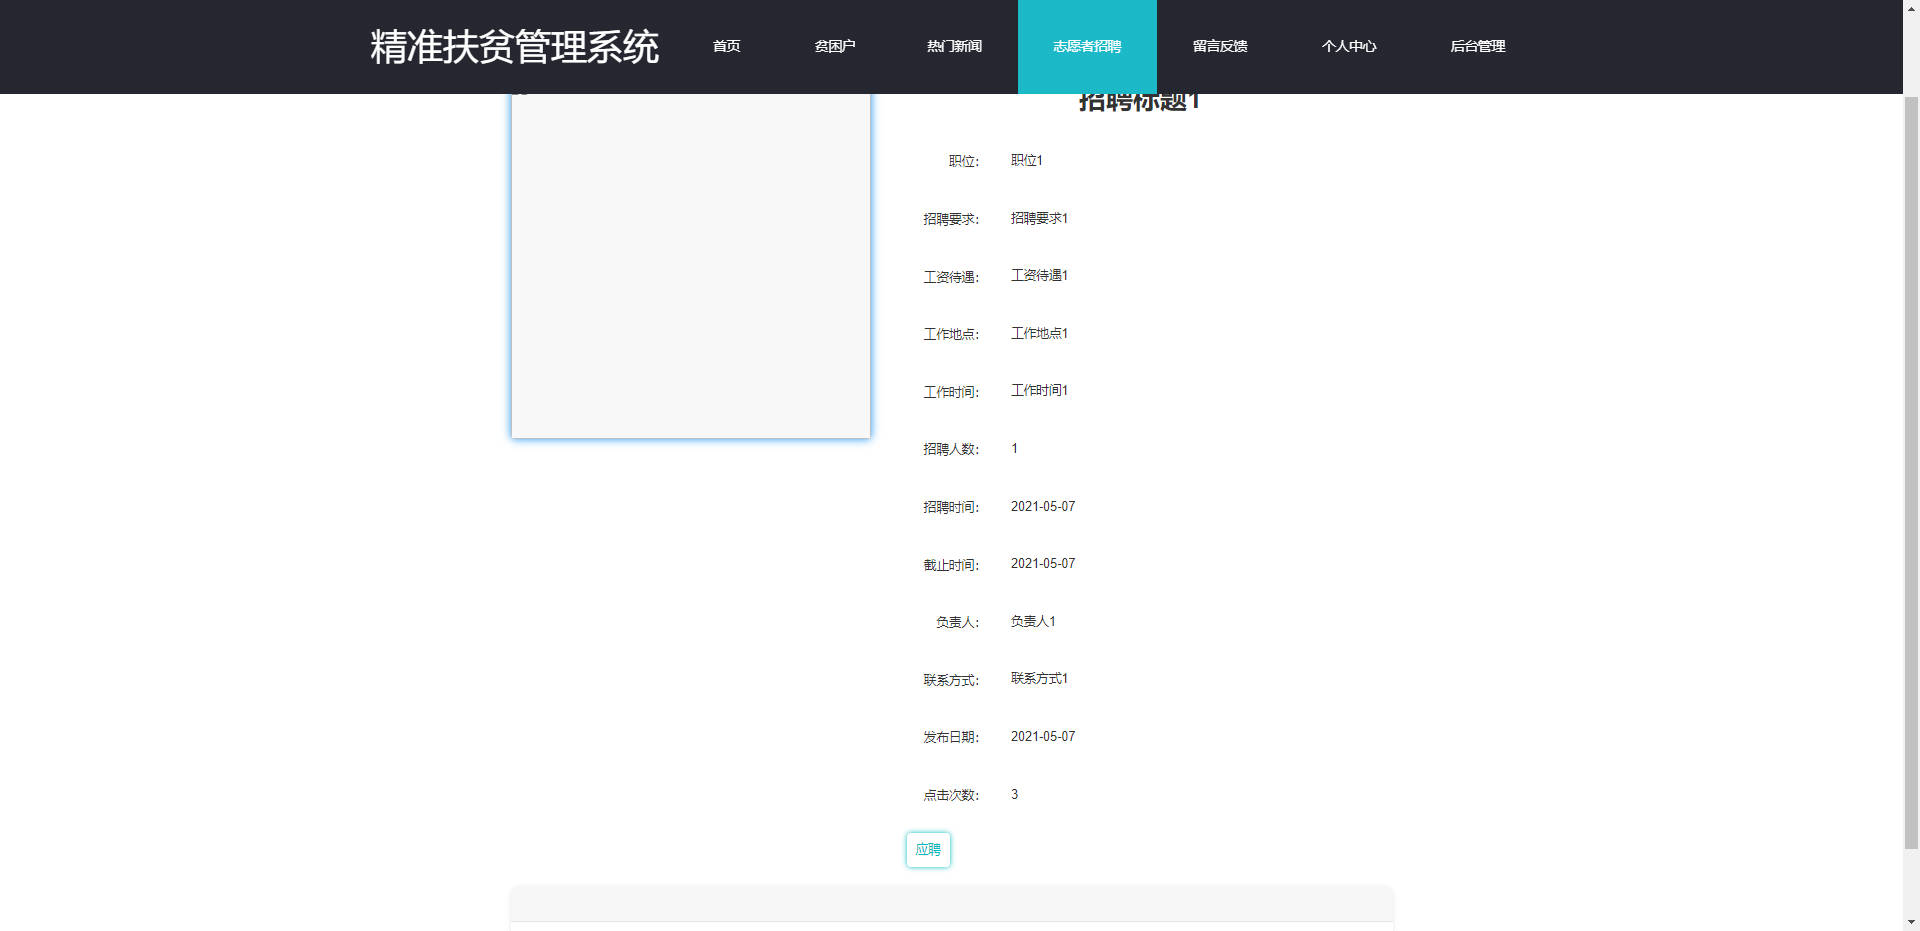 精准扶贫管理系统 首页 贫困户 热门新闻 志愿者招聘 留言反馈 个人中心 后台管理
招聘标题1
职位： 职位1
招聘要求： 招聘要求1
工资待遇： 工资待遇1
工作地点： 工作地点1
工作时间： 工作时间1
招聘人数： 1
招聘时间： 2021-05-07
截止时间： 2021-05-07
负责人： 负责人1
联系方式： 联系方式1
发布日期： 2021-05-07
点击次数： 3
应聘